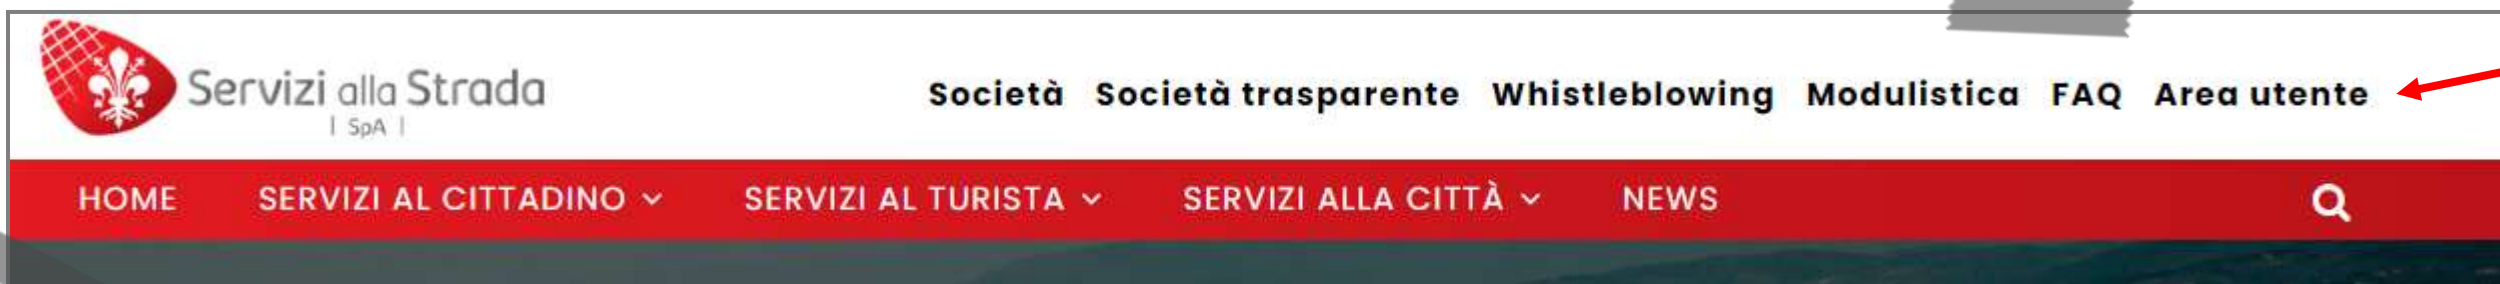 Servizi alla Strada
| SpA |
Società Società trasparente Whistleblowing Modulistica FAQ Area utente
HOME SERVIZI AL CITTADINO SERVIZI AL TURISTA SERVIZI ALLA CITTÀ NEWS